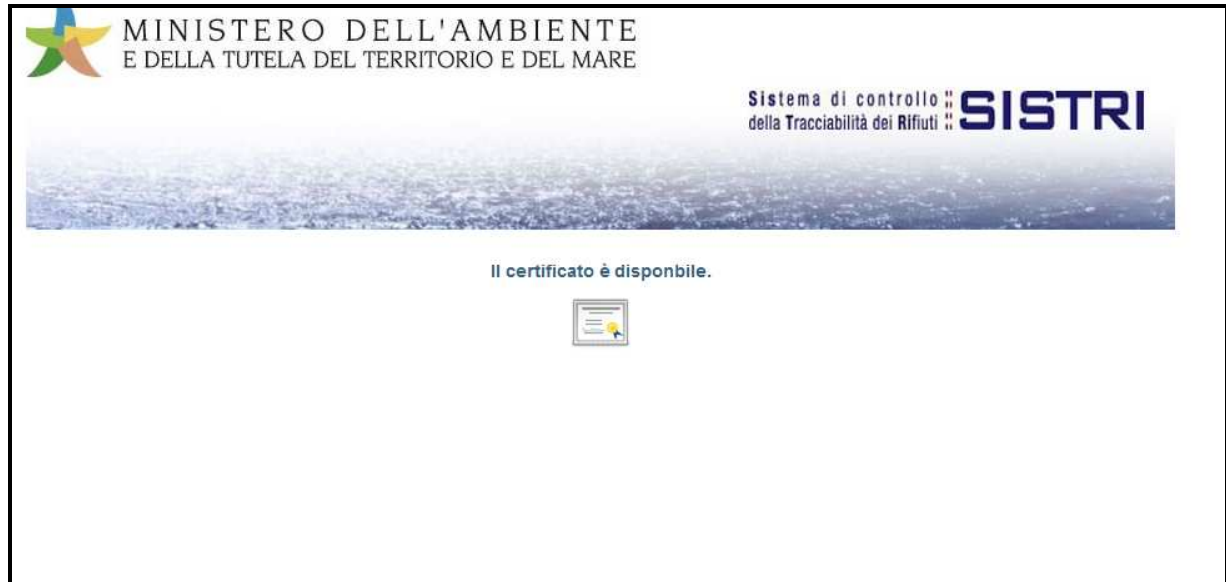 MINISTERO DELL'AMBIENTE
E DELLA TUTELA DEL TERRITORIO E DEL MARE
Sistema di controllo
della Tracciabilità dei Rifiuti
SISTRI
Il certificato è disponbile.